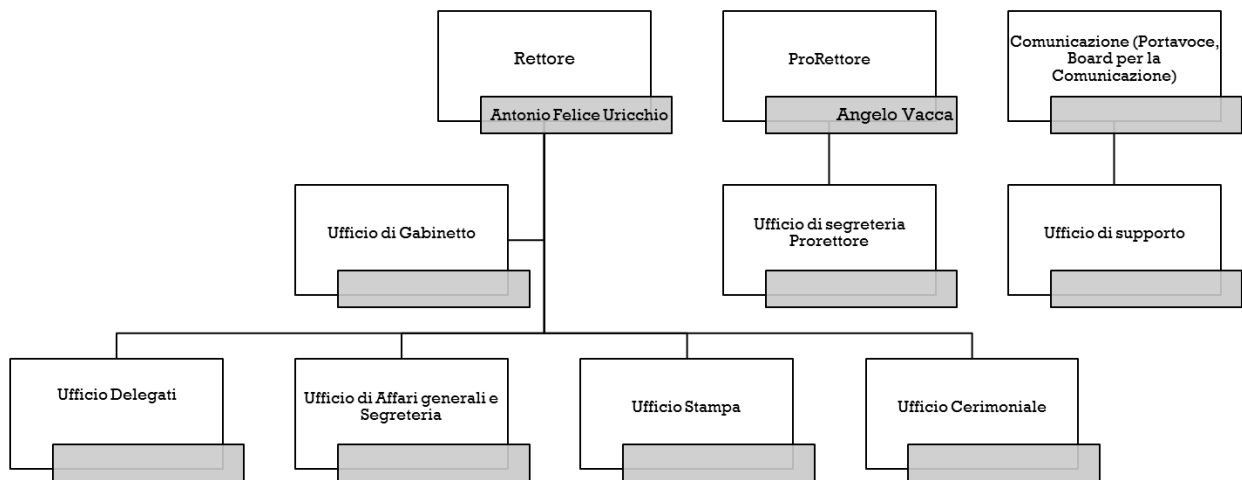 Rettore
Antonio Felice Uricchio
ProRettore
Angelo Vacca
Comunicazione (Portavoce,
Board per la
Comunicazione)
Ufficio di Gabinetto
Ufficio di segreteria
Prorettore
Ufficio di supporto
Ufficio Delegati
Ufficio di Affari generali e
Segreteria
Ufficio Stampa
Ufficio Cerimoniale